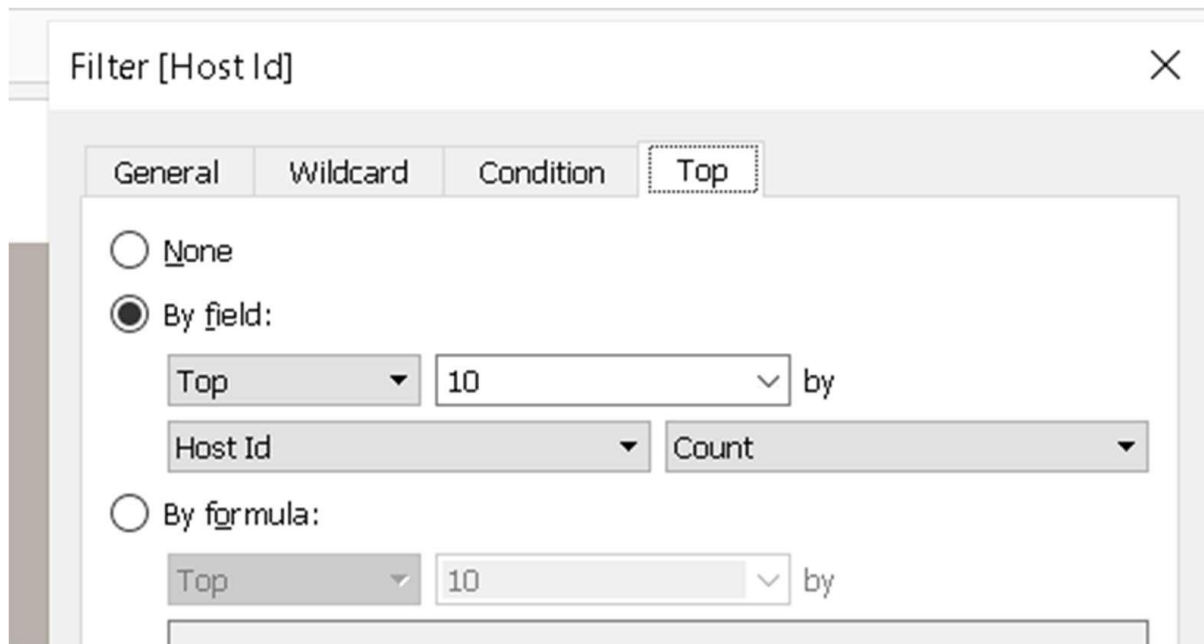 Filter [Host Id]
General Wildcard Condition Top
None
By field:
Top 10 by
Host Id Count
By formula:
Top 10 by